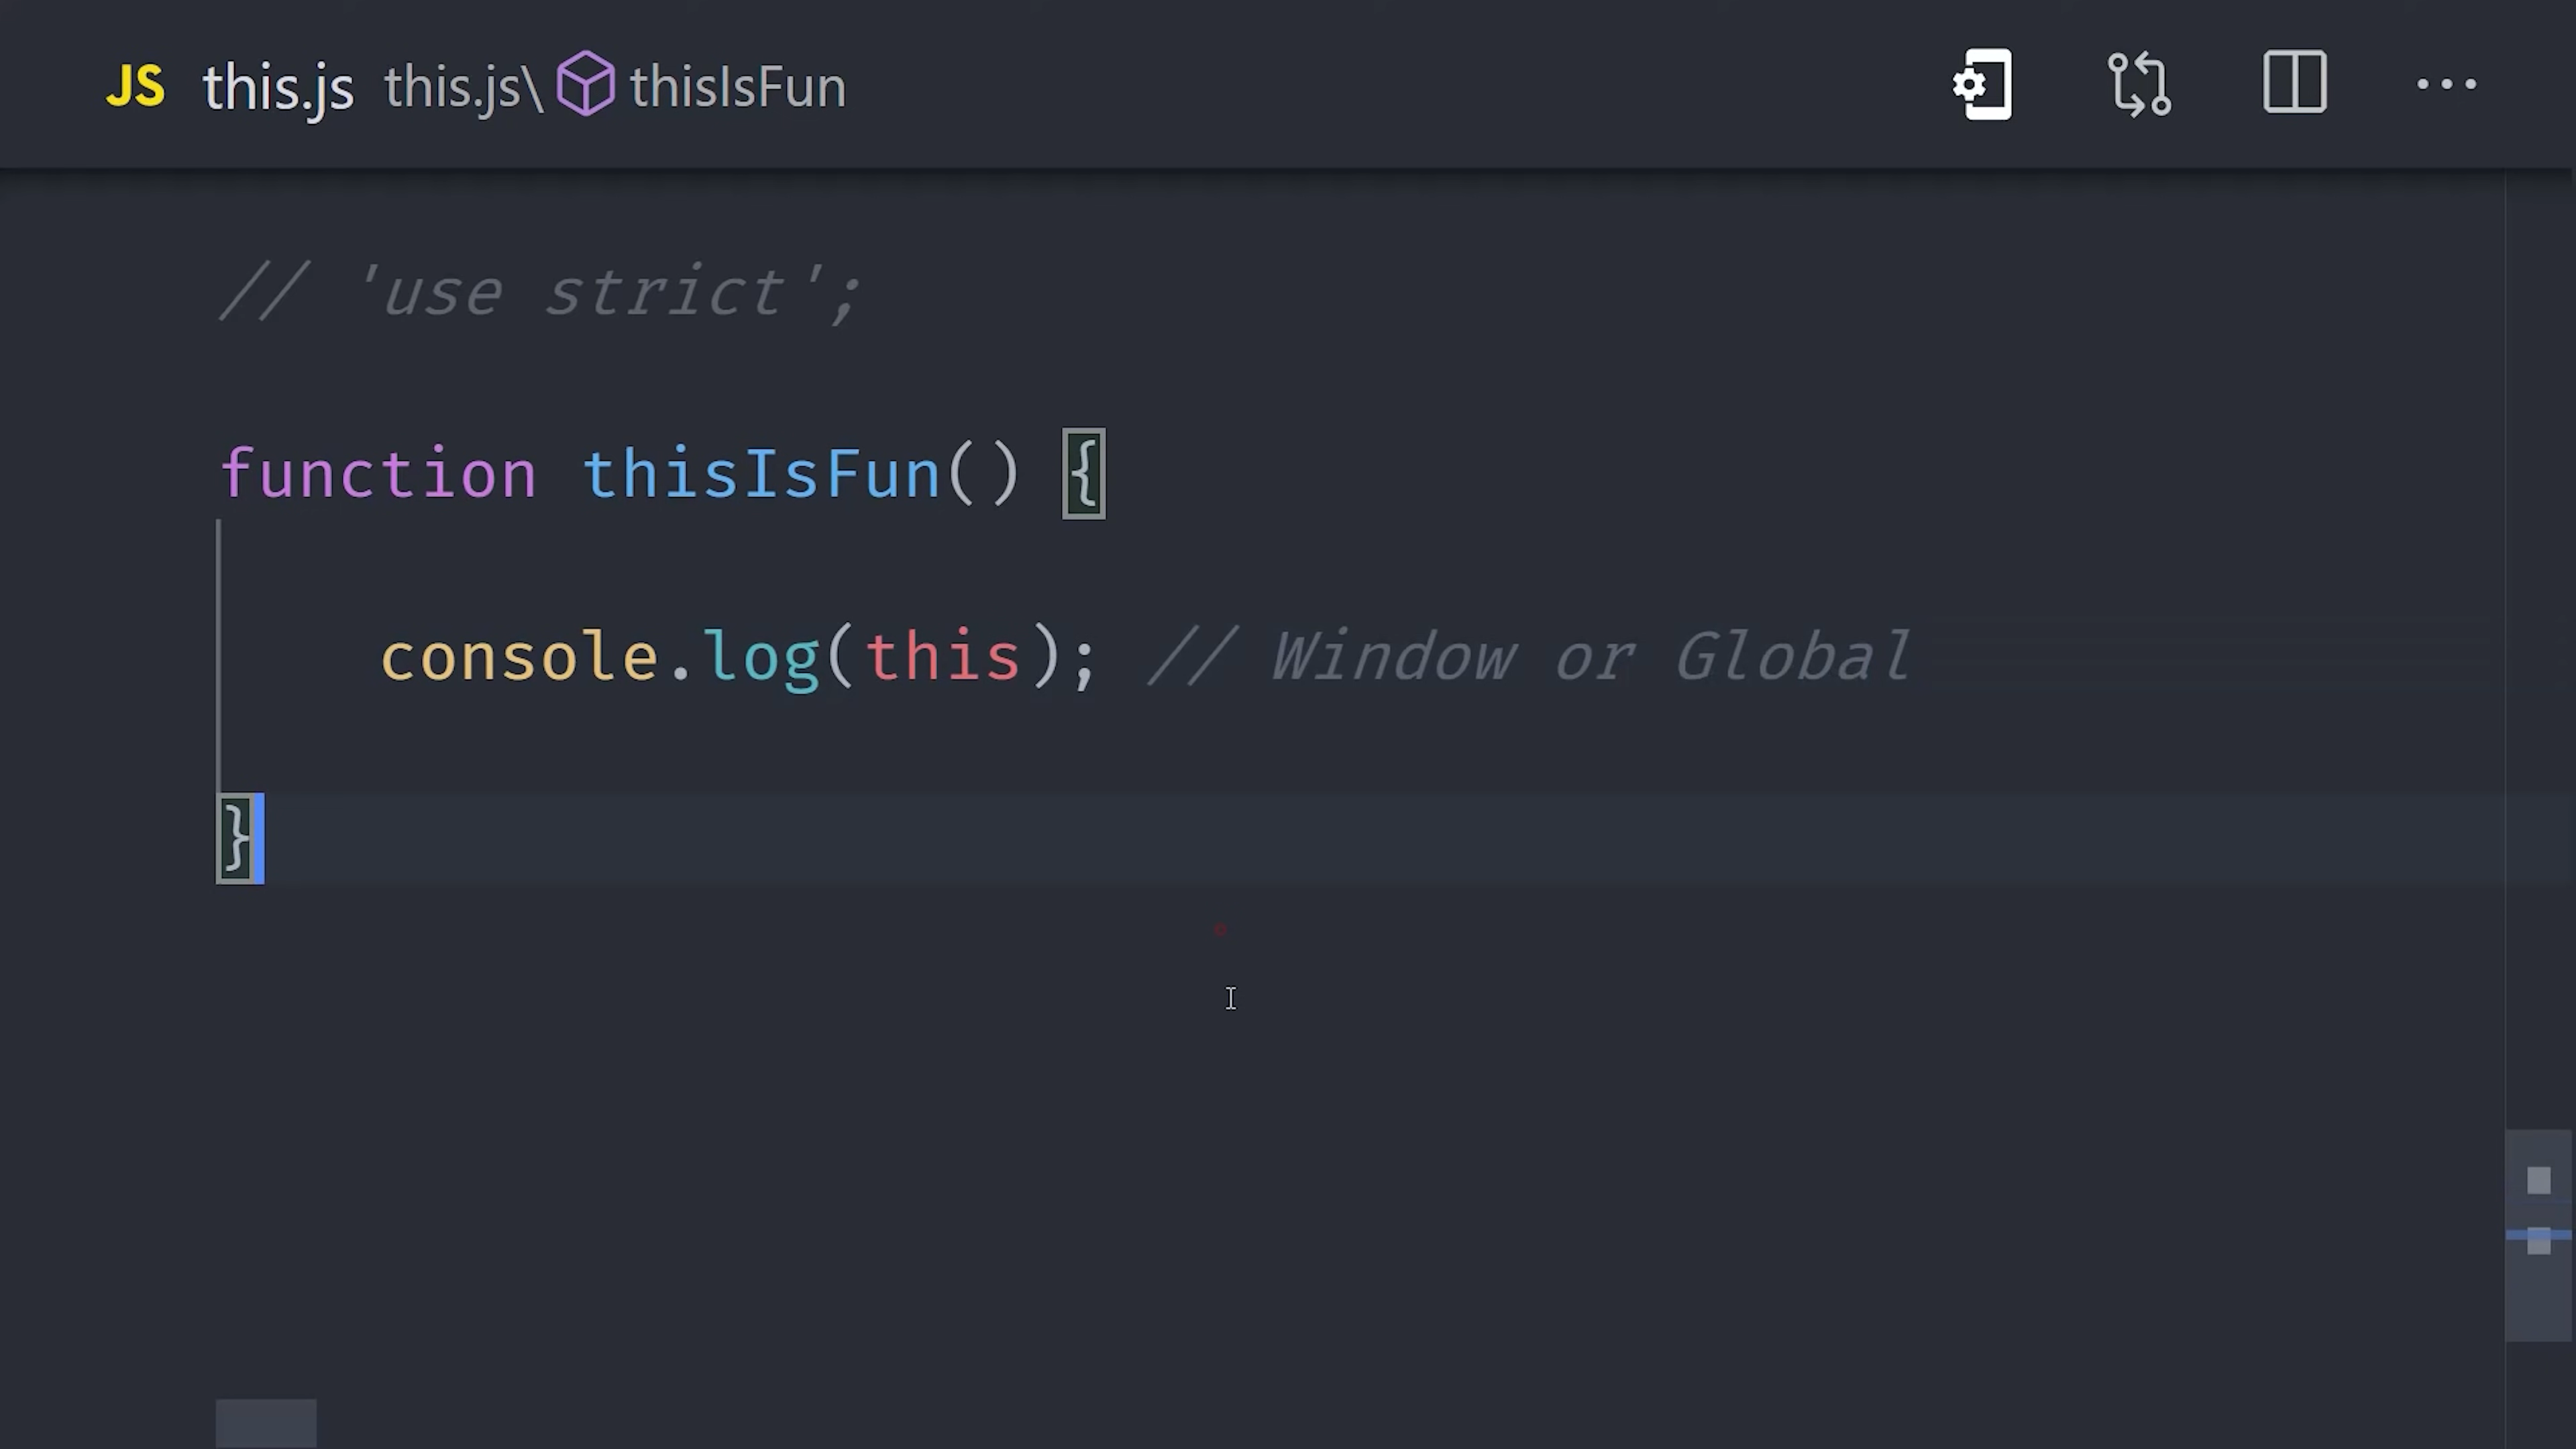 JS this.js this.js\ thisIsFun
// 'use strict';
function thisIsFun() {
console.log(this); // Window or Global
}